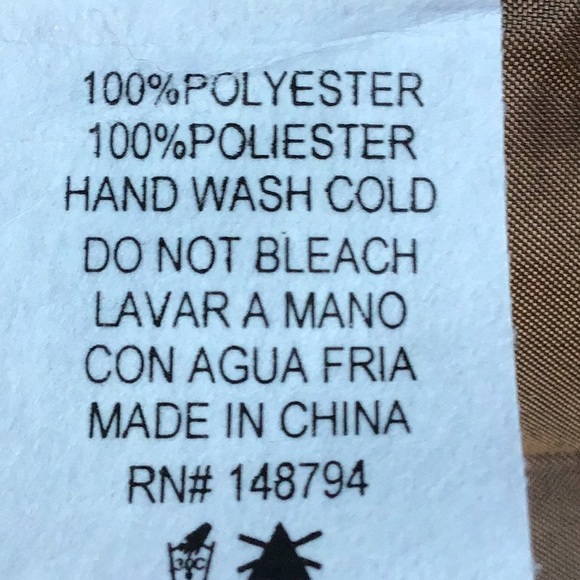 100%POLYESTER
100%POLIESTER
HAND WASH COLD
DO NOT BLEACH
LAVAR A MANO
CON AGUA FRIA
MADE IN CHINA
RN# 148794
30C